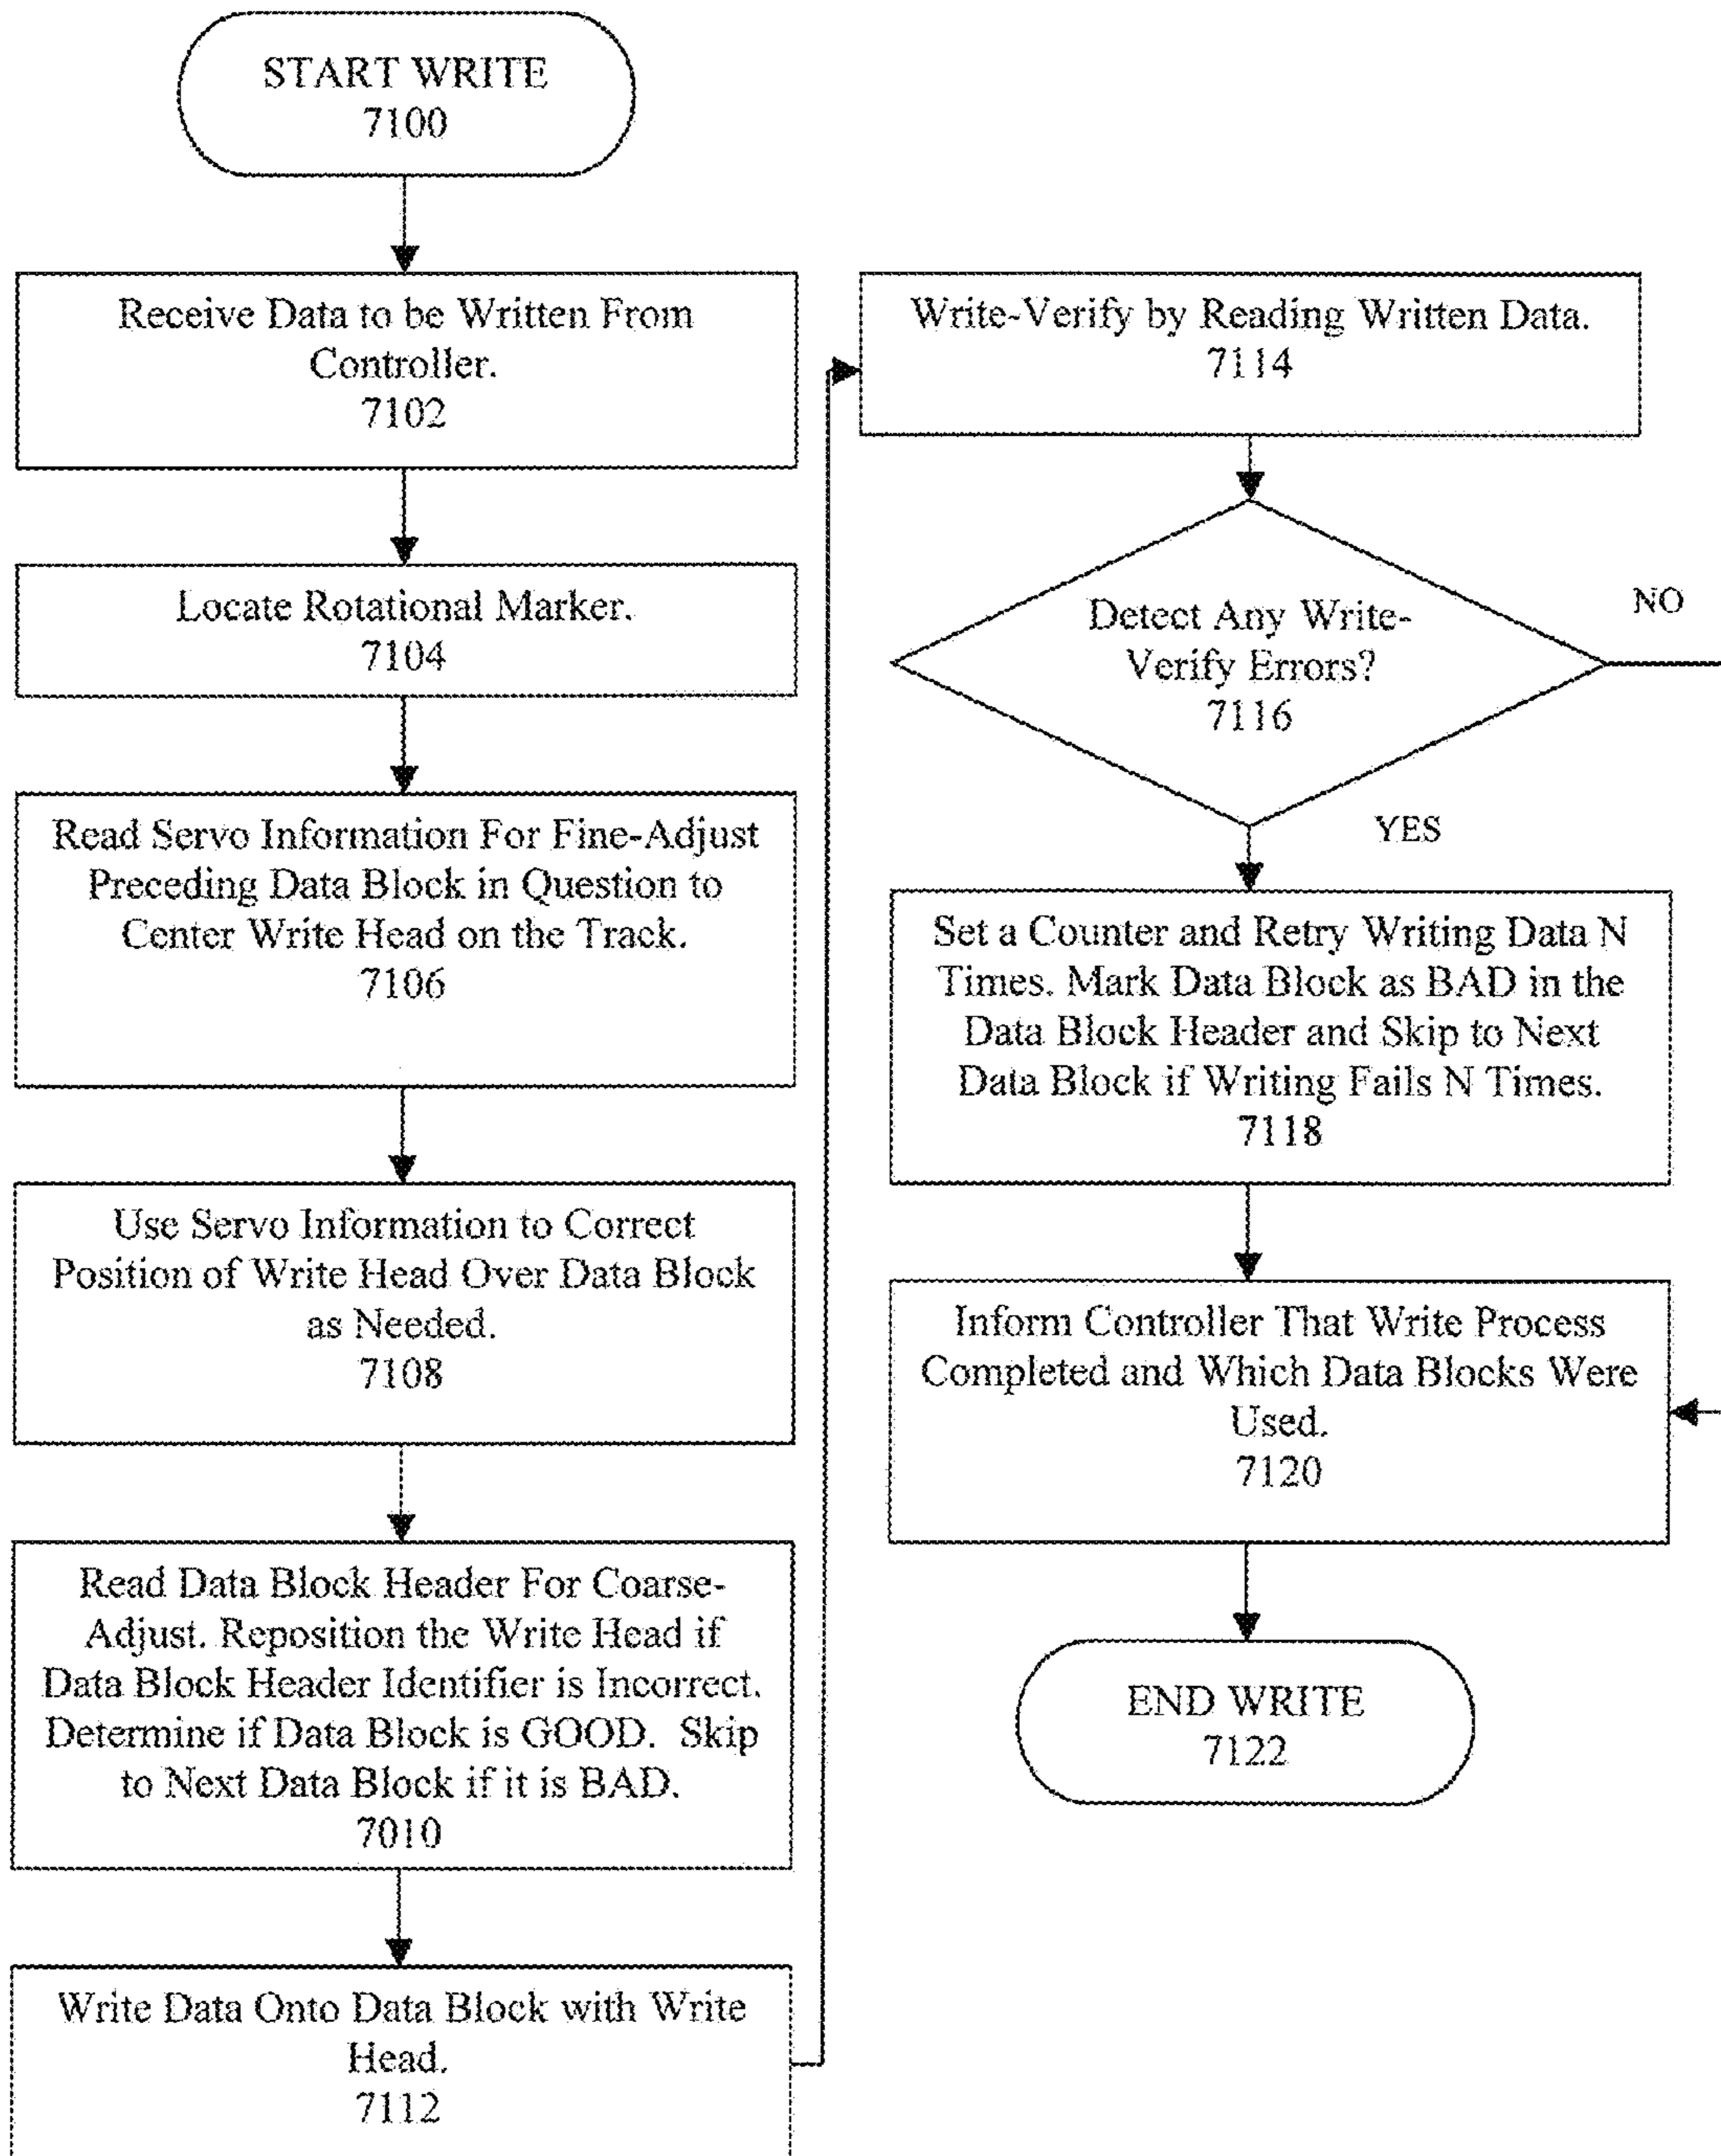 START WRITE
7100
Receive Data to be Written From
Controller.
7102
Locate Rotational Marker.
7104
Read Servo Information For Fine-Adjust
Preceding Data Block in Question to
Center Write Head on the Track.
7106
Use Servo Information to Correct
Position of Write Head Over Data Block
as Needed.
7108
Read Data Block Header For Coarse-
Adjust. Reposition the Write Head if
Data Block Header Identifier is Incorrect.
Determine if Data Block is GOOD. Skip
to Next Data Block if it is BAD.
7010
Write Data Onto Data Block with Write
Head.
7112
Write-Verify by Reading Written Data.
7114
Detect Any Write-
Verify Errors?
7116
NO
YES
Set a Counter and Retry Writing Data N
Times. Mark Data Block as BAD in the
Data Block Header and Skip to Next
Data Block if Writing Fails N Times.
7118
Inform Controller That Write Process
Completed and Which Data Blocks Were
Used.
7120
END WRITE
7122